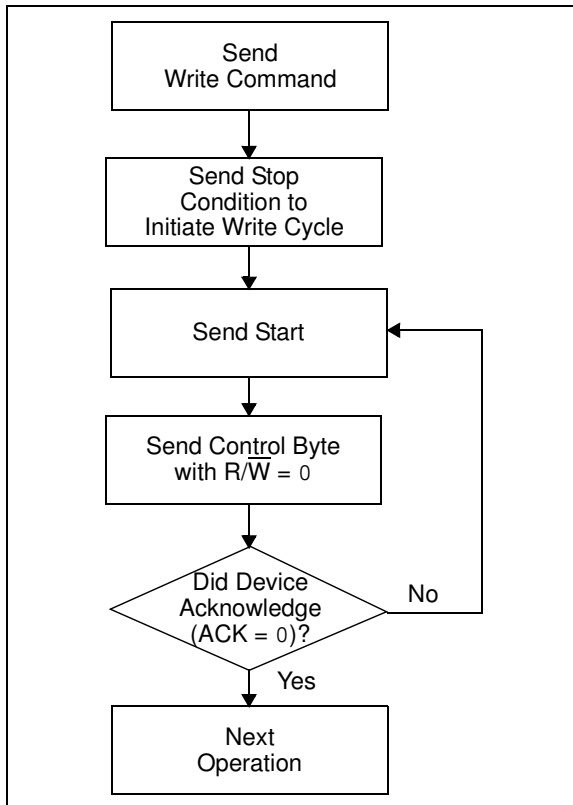 Send
Write Command
Send Stop
Condition to
Initiate Write Cycle
Send Start
Send Control Byte
with R/W̅ = 0
Did Device
Acknowledge
(ACK = 0)?
No
Yes
Next
Operation